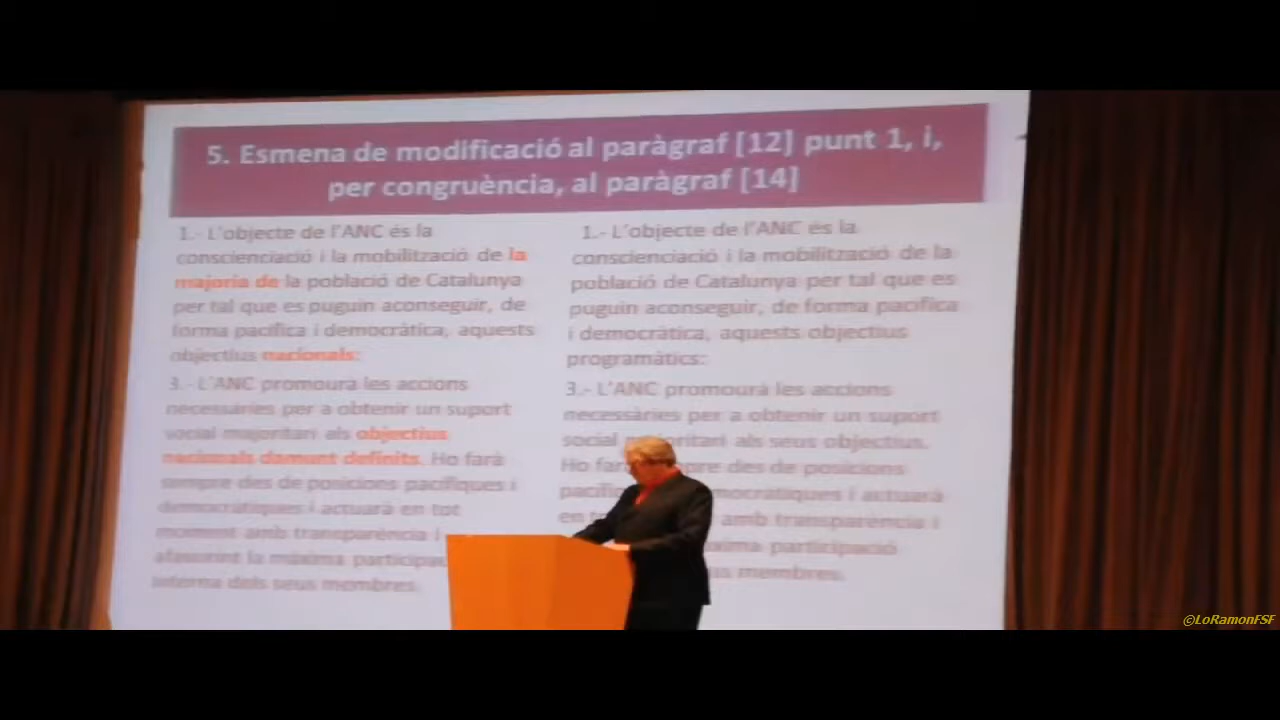 5. Esmena de modificació al paràgraf [12] punt 1, i,
per congruència, al paràgraf [14]
1.- L'objecte de l'ANC és la
conscienciació i la mobilització de la
majoria de la població de Catalunya
per tal que es puguin aconseguir, de
forma pacífica i democràtica, aquests
objectius nacionals:
3.- L'ANC promourà les accions
necessàries per a obtenir un suport
social majoritari als objectius
nacionals damunt definits. Ho farà
sempre des de posicions pacífiques i
democràtiques i actuarà en tot
moment amb transparència i
la màxima
interna dels seus membres.
1.- L'objecte de l'ANC és la
conscienciació i la mobilització de la
població de Catalunya per tal que es
puguin aconseguir, de forma pacífica
i democràtica, aquests objectius
programàtics:
3.- L'ANC promourà les accions
necessàries per a obtenir un suport
social als seus objectius.
Ho des de posicions
i actuarà
en amb transparència i
participació
membres.
©LoRamonFSF